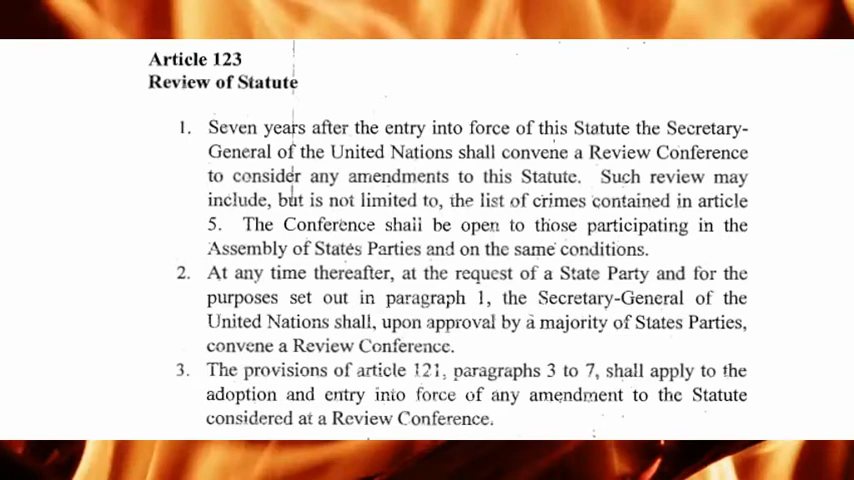 Article 123
Review of Statute
1. Seven years after the entry into force of this Statute the Secretary-
General of the United Nations shall convene a Review Conference
to consider any amendments to this Statute. Such review may
include, but is not limited to, the list of crimes contained in article
5. The Conference shall be open to those participating in the
Assembly of States Parties and on the same conditions.
2. At any time thereafter, at the request of a State Party and for the
purposes set out in paragraph 1, the Secretary-General of the
United Nations shall, upon approval by a majority of States Parties,
convene a Review Conference.
3. The provisions of article 121, paragraphs 3 to 7, shall apply to the
adoption and entry into force of any amendment to the Statute
considered at a Review Conference.